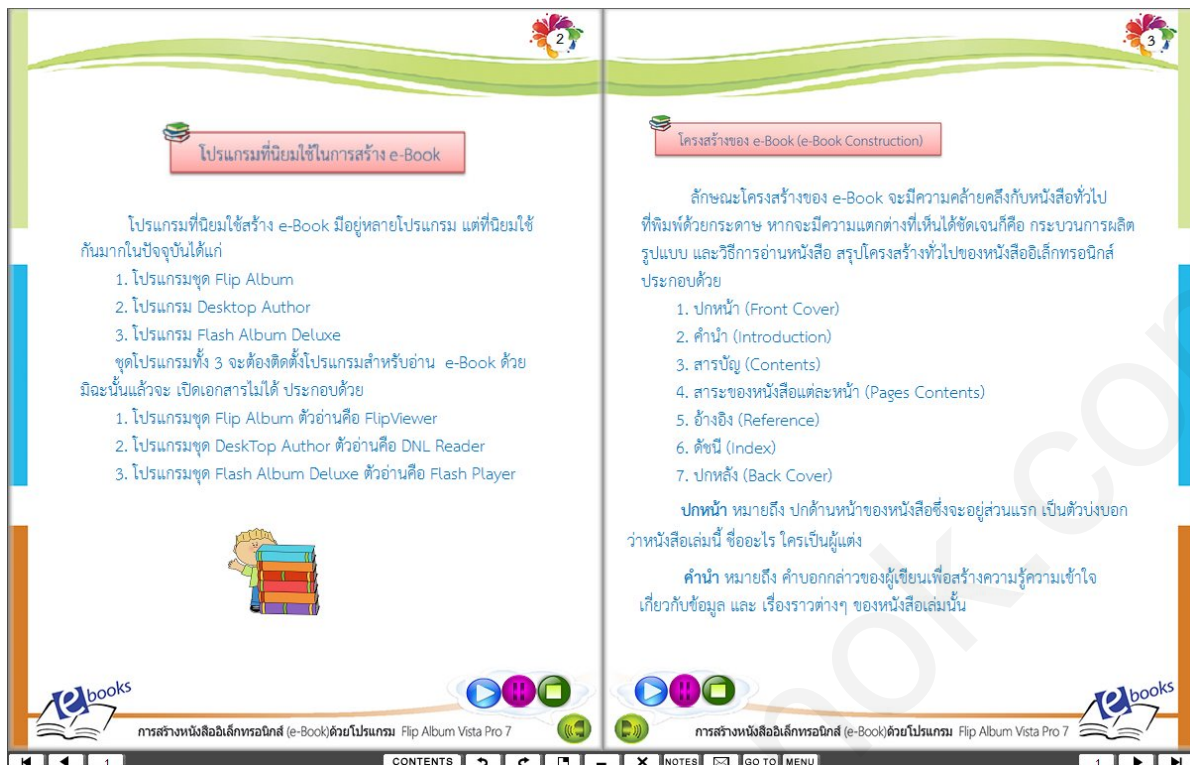 2
โปรแกรมที่นิยมใช้ในการสร้าง e-Book
โปรแกรมที่นิยมใช้สร้าง e-Book มีอยู่หลายโปรแกรม แต่ที่นิยมใช้
กันมากในปัจจุบันได้แก่
1. โปรแกรมชุด Flip Album
2. โปรแกรม Desktop Author
3. โปรแกรม Flash Album Deluxe
ชุดโปรแกรมทั้ง 3 จะต้องติดตั้งโปรแกรมสำหรับอ่าน e-Book ด้วย
มิฉะนั้นแล้วจะ เปิดเอกสารไม่ได้ ประกอบด้วย
1. โปรแกรมชุด Flip Album ตัวอ่านคือ FlipViewer
2. โปรแกรมชุด DeskTop Author ตัวอ่านคือ DNL Reader
3. โปรแกรมชุด Flash Album Deluxe ตัวอ่านคือ Flash Player
ebooks
การสร้างหนังสืออิเล็กทรอนิกส์ (e-Book)ด้วยโปรแกรม Flip Album Vista Pro 7
3
โครงสร้างของ e-Book (e-Book Construction)
ลักษณะโครงสร้างของ e-Book จะมีความคล้ายคลึงกับหนังสือทั่วไป
ที่พิมพ์ด้วยกระดาษ หากจะมีความแตกต่างที่เห็นได้ชัดเจนก็คือ กระบวนการผลิต
รูปแบบ และวิธีการอ่านหนังสือ สรุปโครงสร้างทั่วไปของหนังสืออิเล็กทรอนิกส์
ประกอบด้วย
1. ปกหน้า (Front Cover)
2. คำนำ (Introduction)
3. สารบัญ (Contents)
4. สาระของหนังสือแต่ละหน้า (Pages Contents)
5. อ้างอิง (Reference)
6. ดัชนี (Index)
7. ปกหลัง (Back Cover)
ปกหน้า หมายถึง ปกด้านหน้าของหนังสือซึ่งจะอยู่ส่วนแรก เป็นตัวบ่งบอก
ว่าหนังสือเล่มนี้ ชื่ออะไร ใครเป็นผู้แต่ง
คำนำ หมายถึง คำบอกกล่าวของผู้เขียนเพื่อสร้างความรู้ความเข้าใจ
เกี่ยวกับข้อมูล และ เรื่องราวต่างๆ ของหนังสือเล่มนั้น
ebooks
การสร้างหนังสืออิเล็กทรอนิกส์ (e-Book)ด้วยโปรแกรม Flip Album Vista Pro 7
1 CONTENTS NOTES GO TO MENU 1